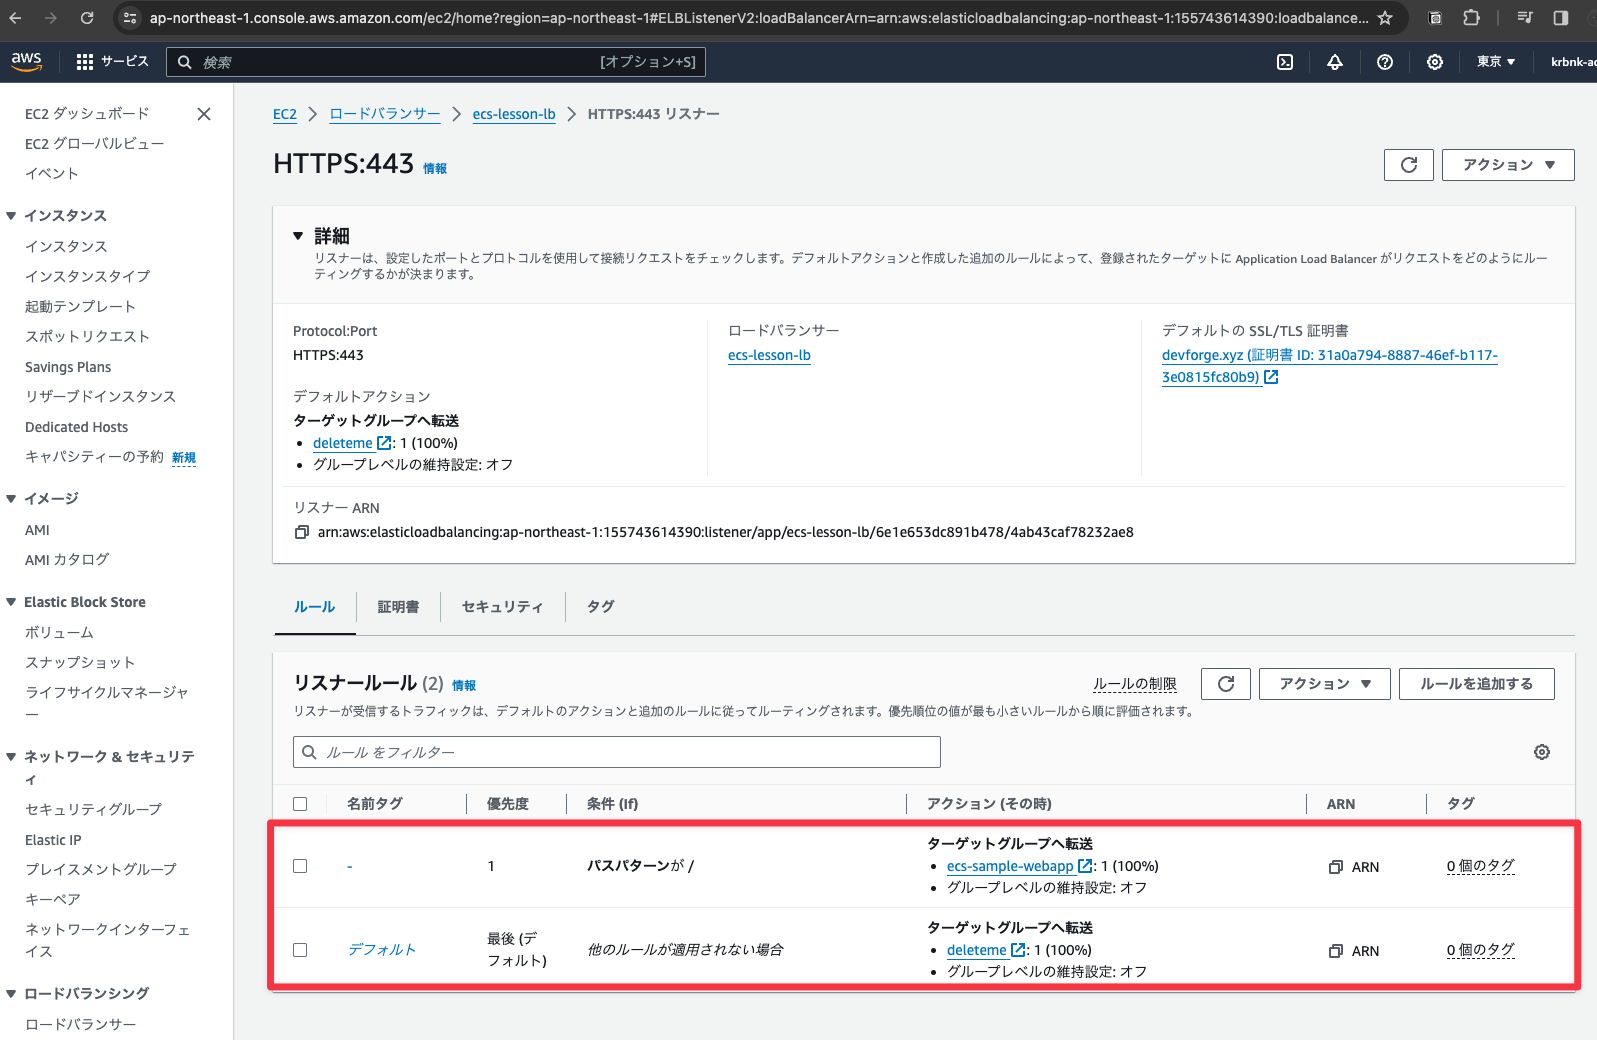 ap-northeast-1.console.aws.amazon.com/ec2/home?region=ap-northeast-1#ELBListenerV2:loadBalancerArn=arn:aws:elasticloadbalancing:ap-northeast-1:155743614390:loadbalance...
aws サービス 検索 [オプション+S] 東京 ▼ krbnk-ac
EC2 ダッシュボード
EC2 グローバルビュー
イベント
▼ インスタンス
インスタンス
インスタンスタイプ
起動テンプレート
スポットリクエスト
Savings Plans
リザーブドインスタンス
Dedicated Hosts
キャパシティーの予約 新規
▼ イメージ
AMI
AMI カタログ
▼ Elastic Block Store
ボリューム
スナップショット
ライフサイクルマネージャ
ー
▼ ネットワーク & セキュリテ
ィ
セキュリティグループ
Elastic IP
プレイスメントグループ
キーペア
ネットワークインターフェ
イス
▼ ロードバランシング
ロードバランサー
EC2 > ロードバランサー > ecs-lesson-lb > HTTPS:443 リスナー
HTTPS:443 情報
アクション ▼
▼ 詳細
リスナーは、設定したポートとプロトコルを使用して接続リクエストをチェックします。デフォルトアクションと作成した追加のルールによって、登録されたターゲットに Application Load Balancer がリクエストをどのようにルー
ティングするかが決まります。
Protocol:Port
HTTPS:443
デフォルトアクション
ターゲットグループへ転送
• deleteme : 1 (100%)
• グループレベルの維持設定: オフ
ロードバランサー
ecs-lesson-lb
デフォルトの SSL/TLS 証明書
devforge.xyz (証明書 ID: 31a0a794-8887-46ef-b117-
3e0815fc80b9)
リスナー ARN
arn:aws:elasticloadbalancing:ap-northeast-1:155743614390:listener/app/ecs-lesson-lb/6e1e653dc891b478/4ab43caf78232ae8
ルール 証明書 セキュリティ タグ
リスナールール (2) 情報
ルールの制限 アクション ▼ ルールを追加する
リスナーが受信するトラフィックは、デフォルトのアクションと追加のルールに従ってルーティングされます。優先順位の値が最も小さいルールから順に評価されます。
ルール をフィルター
名前タグ 優先度 条件 (If) アクション (その時) ARN タグ
- 1 パスパターンが /
ターゲットグループへ転送
• ecs-sample-webapp : 1 (100%)
• グループレベルの維持設定: オフ
ARN 0 個のタグ
デフォルト
最後 (デ
フォルト)
他のルールが適用されない場合
ターゲットグループへ転送
• deleteme : 1 (100%)
• グループレベルの維持設定: オフ
ARN 0 個のタグ